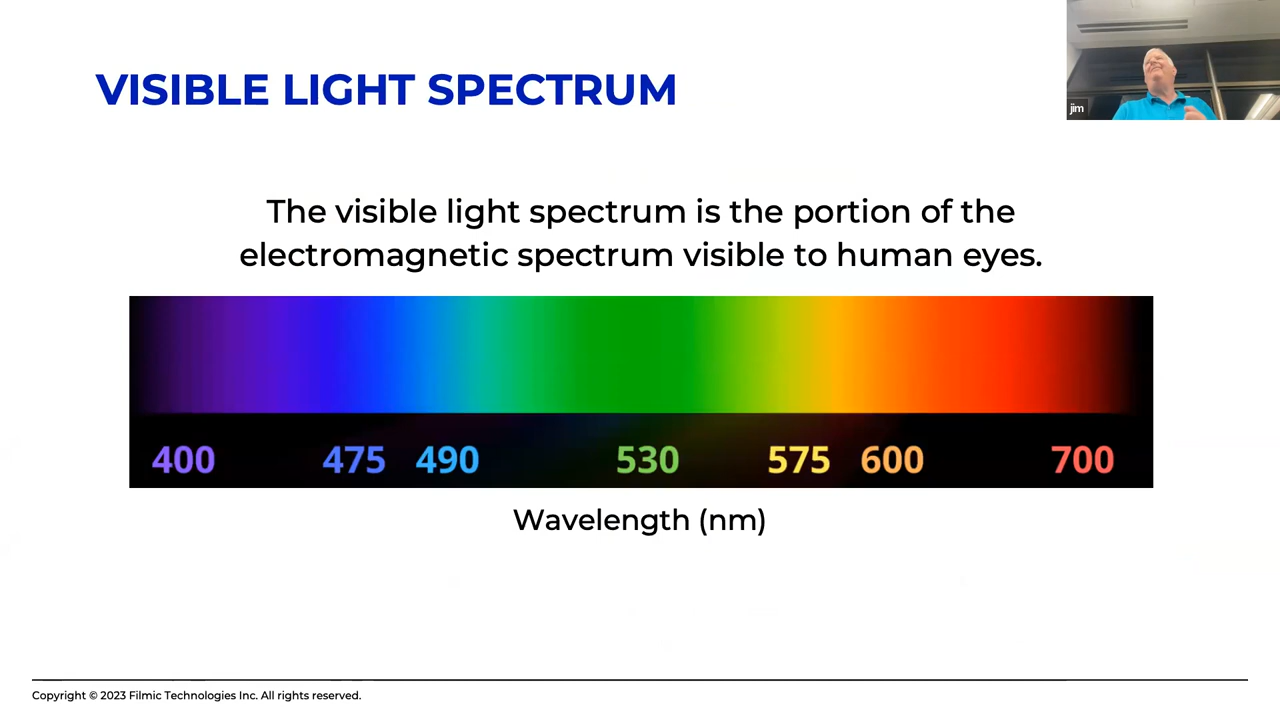 VISIBLE LIGHT SPECTRUM
jim
The visible light spectrum is the portion of the
electromagnetic spectrum visible to human eyes.
400 475 490 530 575 600 700
Wavelength (nm)
Copyright © 2023 Filmic Technologies Inc. All rights reserved.